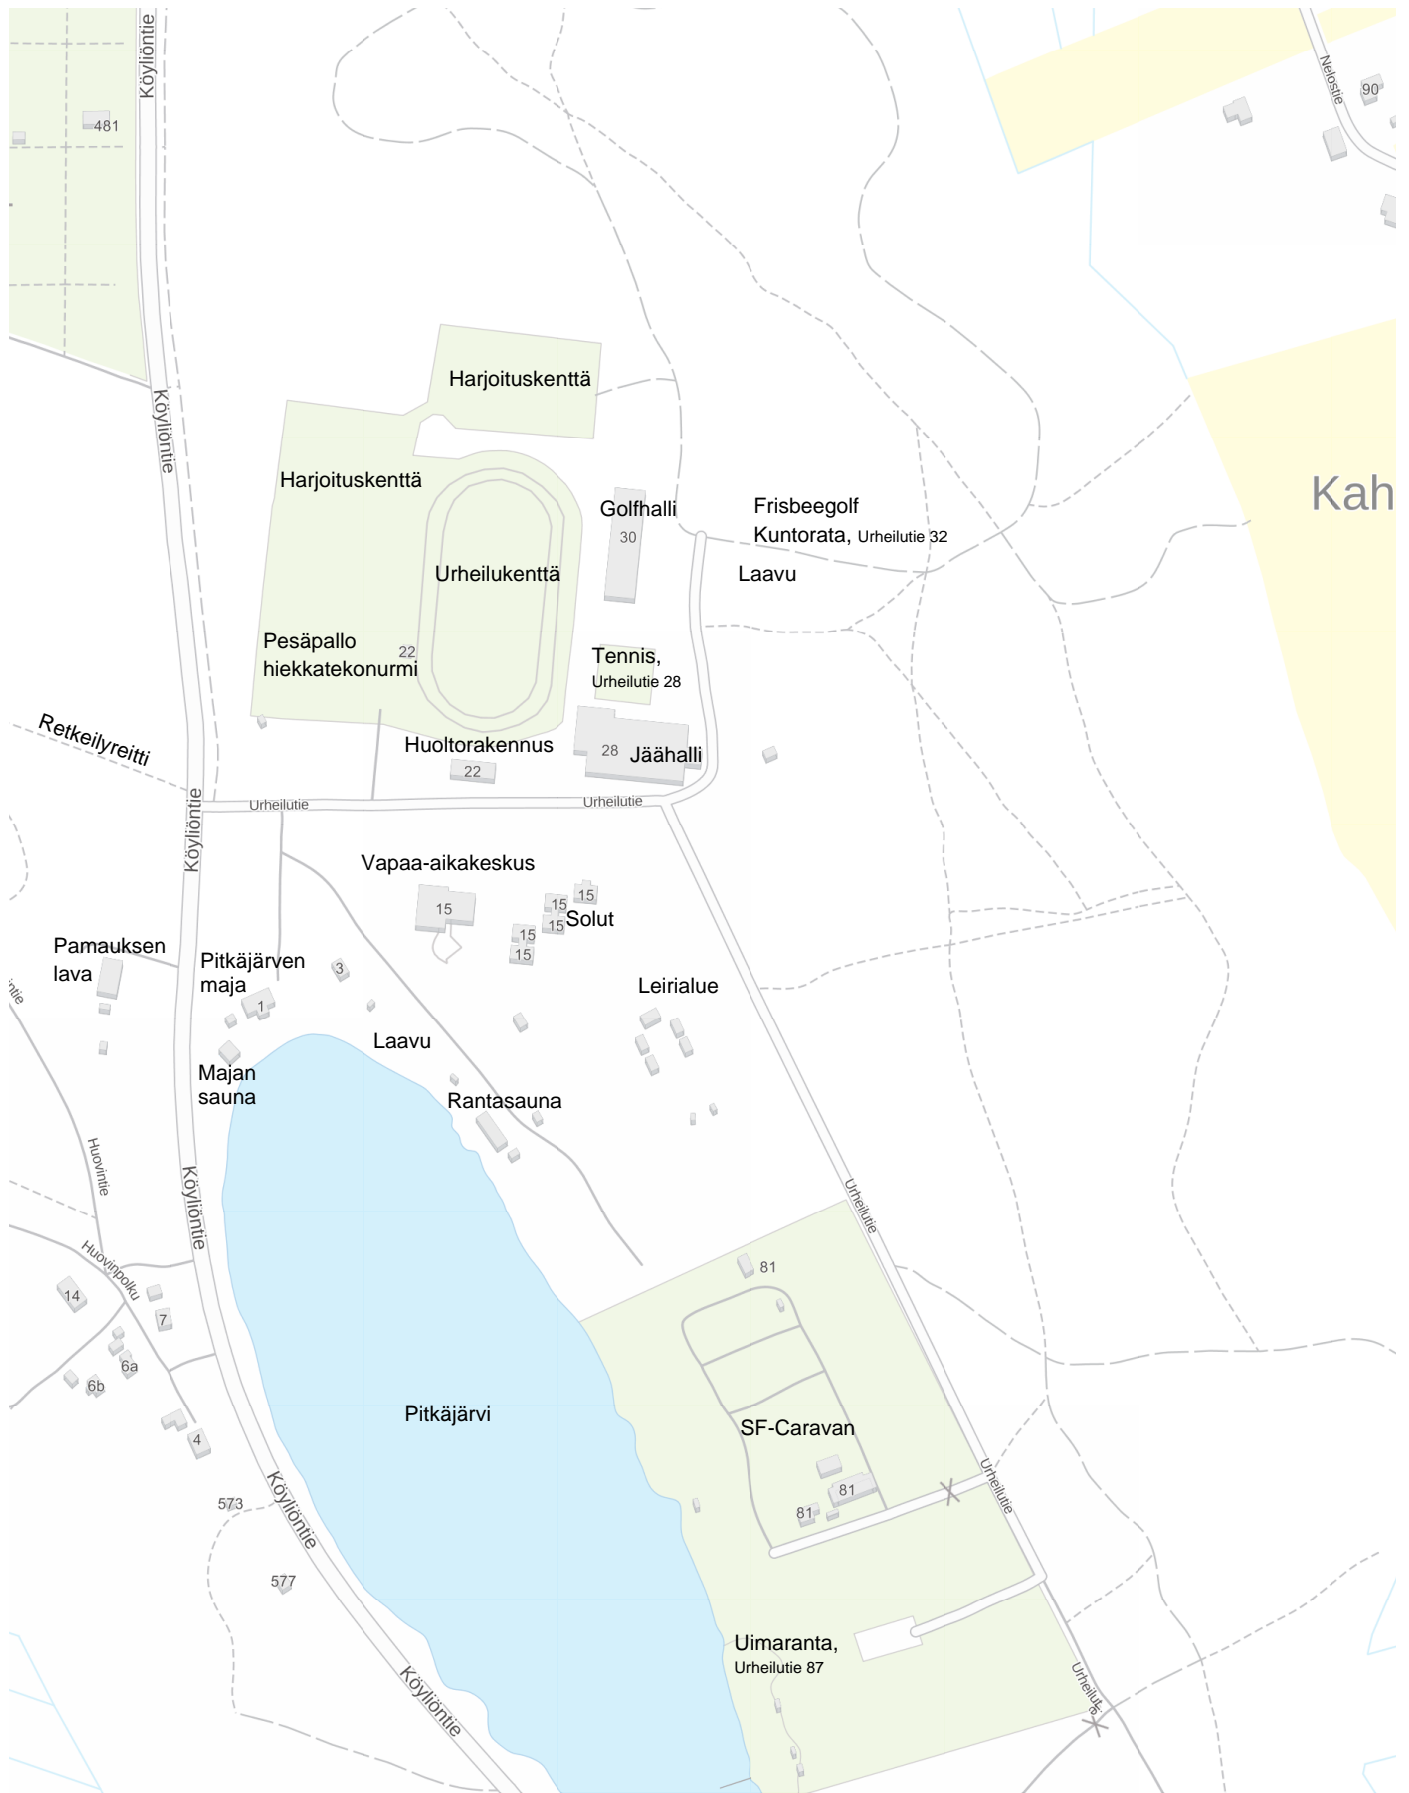 Köyliöntie
Nelostie
90
481
Harjoituskenttä
Köyliöntie
Harjoituskenttä
Kah
Golfhalli
30
Frisbeegolf
Kuntorata, Urheilutie 32
Laavu
Urheilukenttä
Pesäpallo
hiekkatekonurmi
22
Tennis,
Urheilutie 28
Retkeilyreitti
Huoltorakennus
22
28
Jäähalli
Urheilutie
Urheilutie
Köyliöntie
Vapaa-aikakeskus
15
15
15
15
Solut
15
15
Pamauksen
lava
Pitkäjärven
maja
3
1
Leirialue
Laavu
Majan
sauna
Rantasauna
Huovintie
Köyliöntie
Urheilutie
Huovinpolku
14
7
6a
6b
4
81
Pitkäjärvi
SF-Caravan
81
81
Urheilutie
573
Köyliöntie
577
Uimaranta,
Urheilutie 87
Köyliöntie